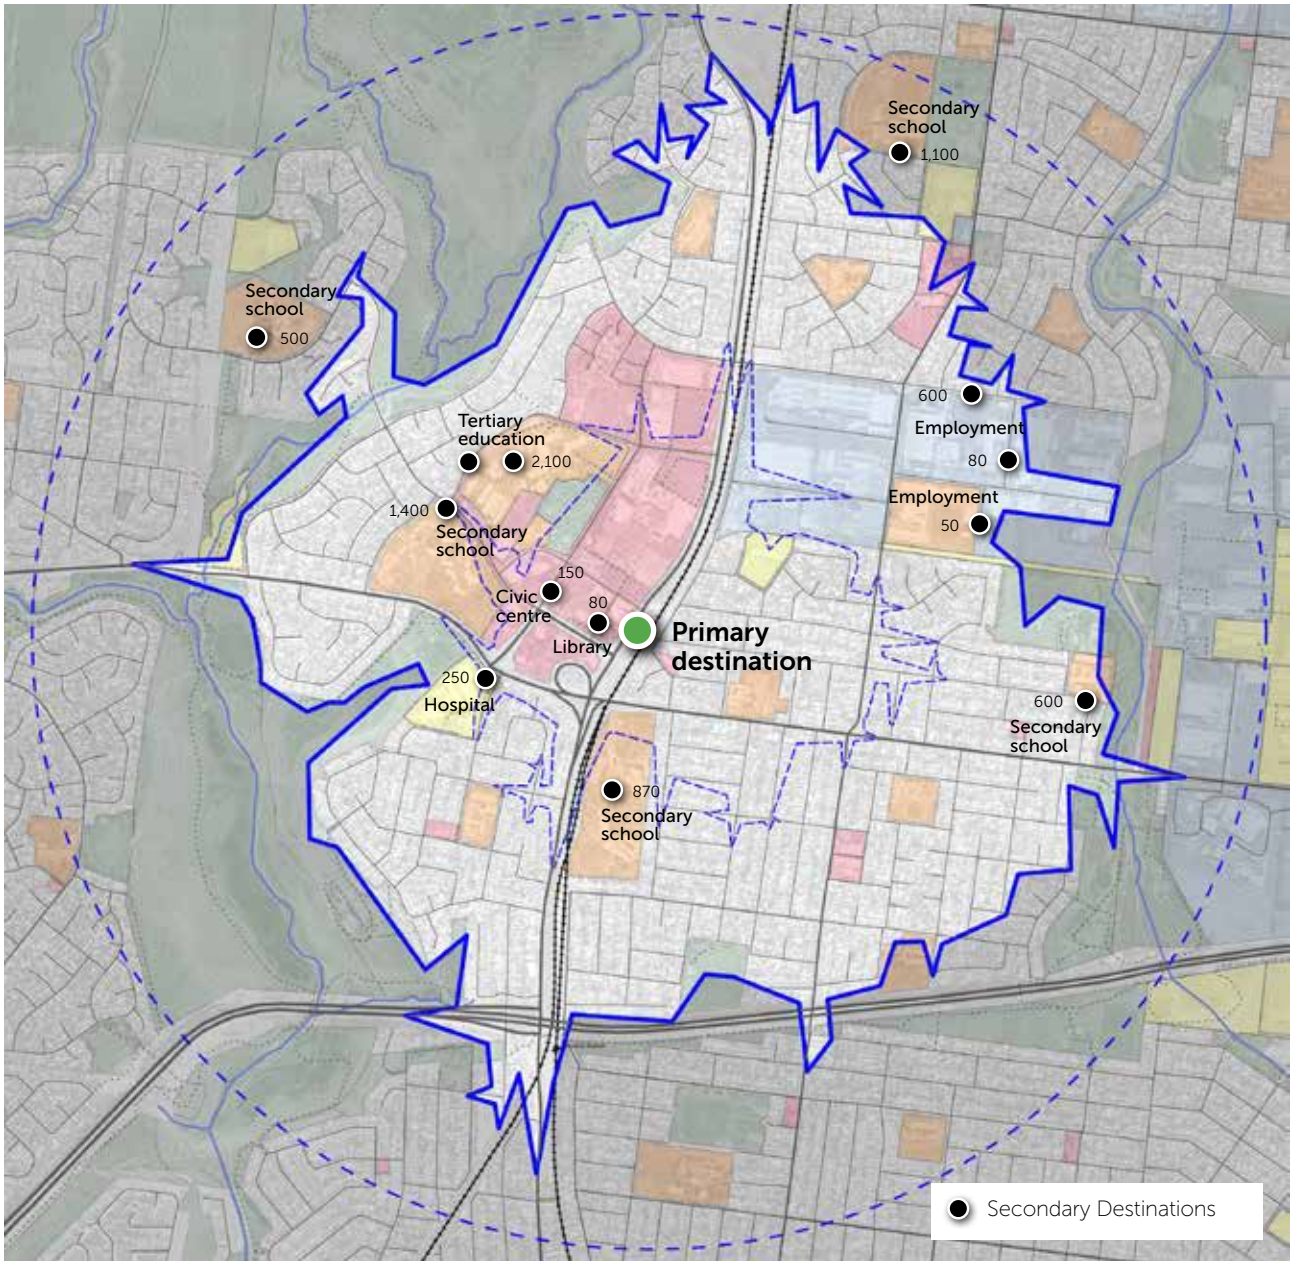 Secondary
school
1,100
Secondary
school
500
600
Employment
80
Employment
50
Tertiary
education
2,100
1,400
Secondary
school
150
Civic
centre
80
Library
Primary
destination
250
Hospital
600
Secondary
school
870
Secondary
school
Secondary Destinations